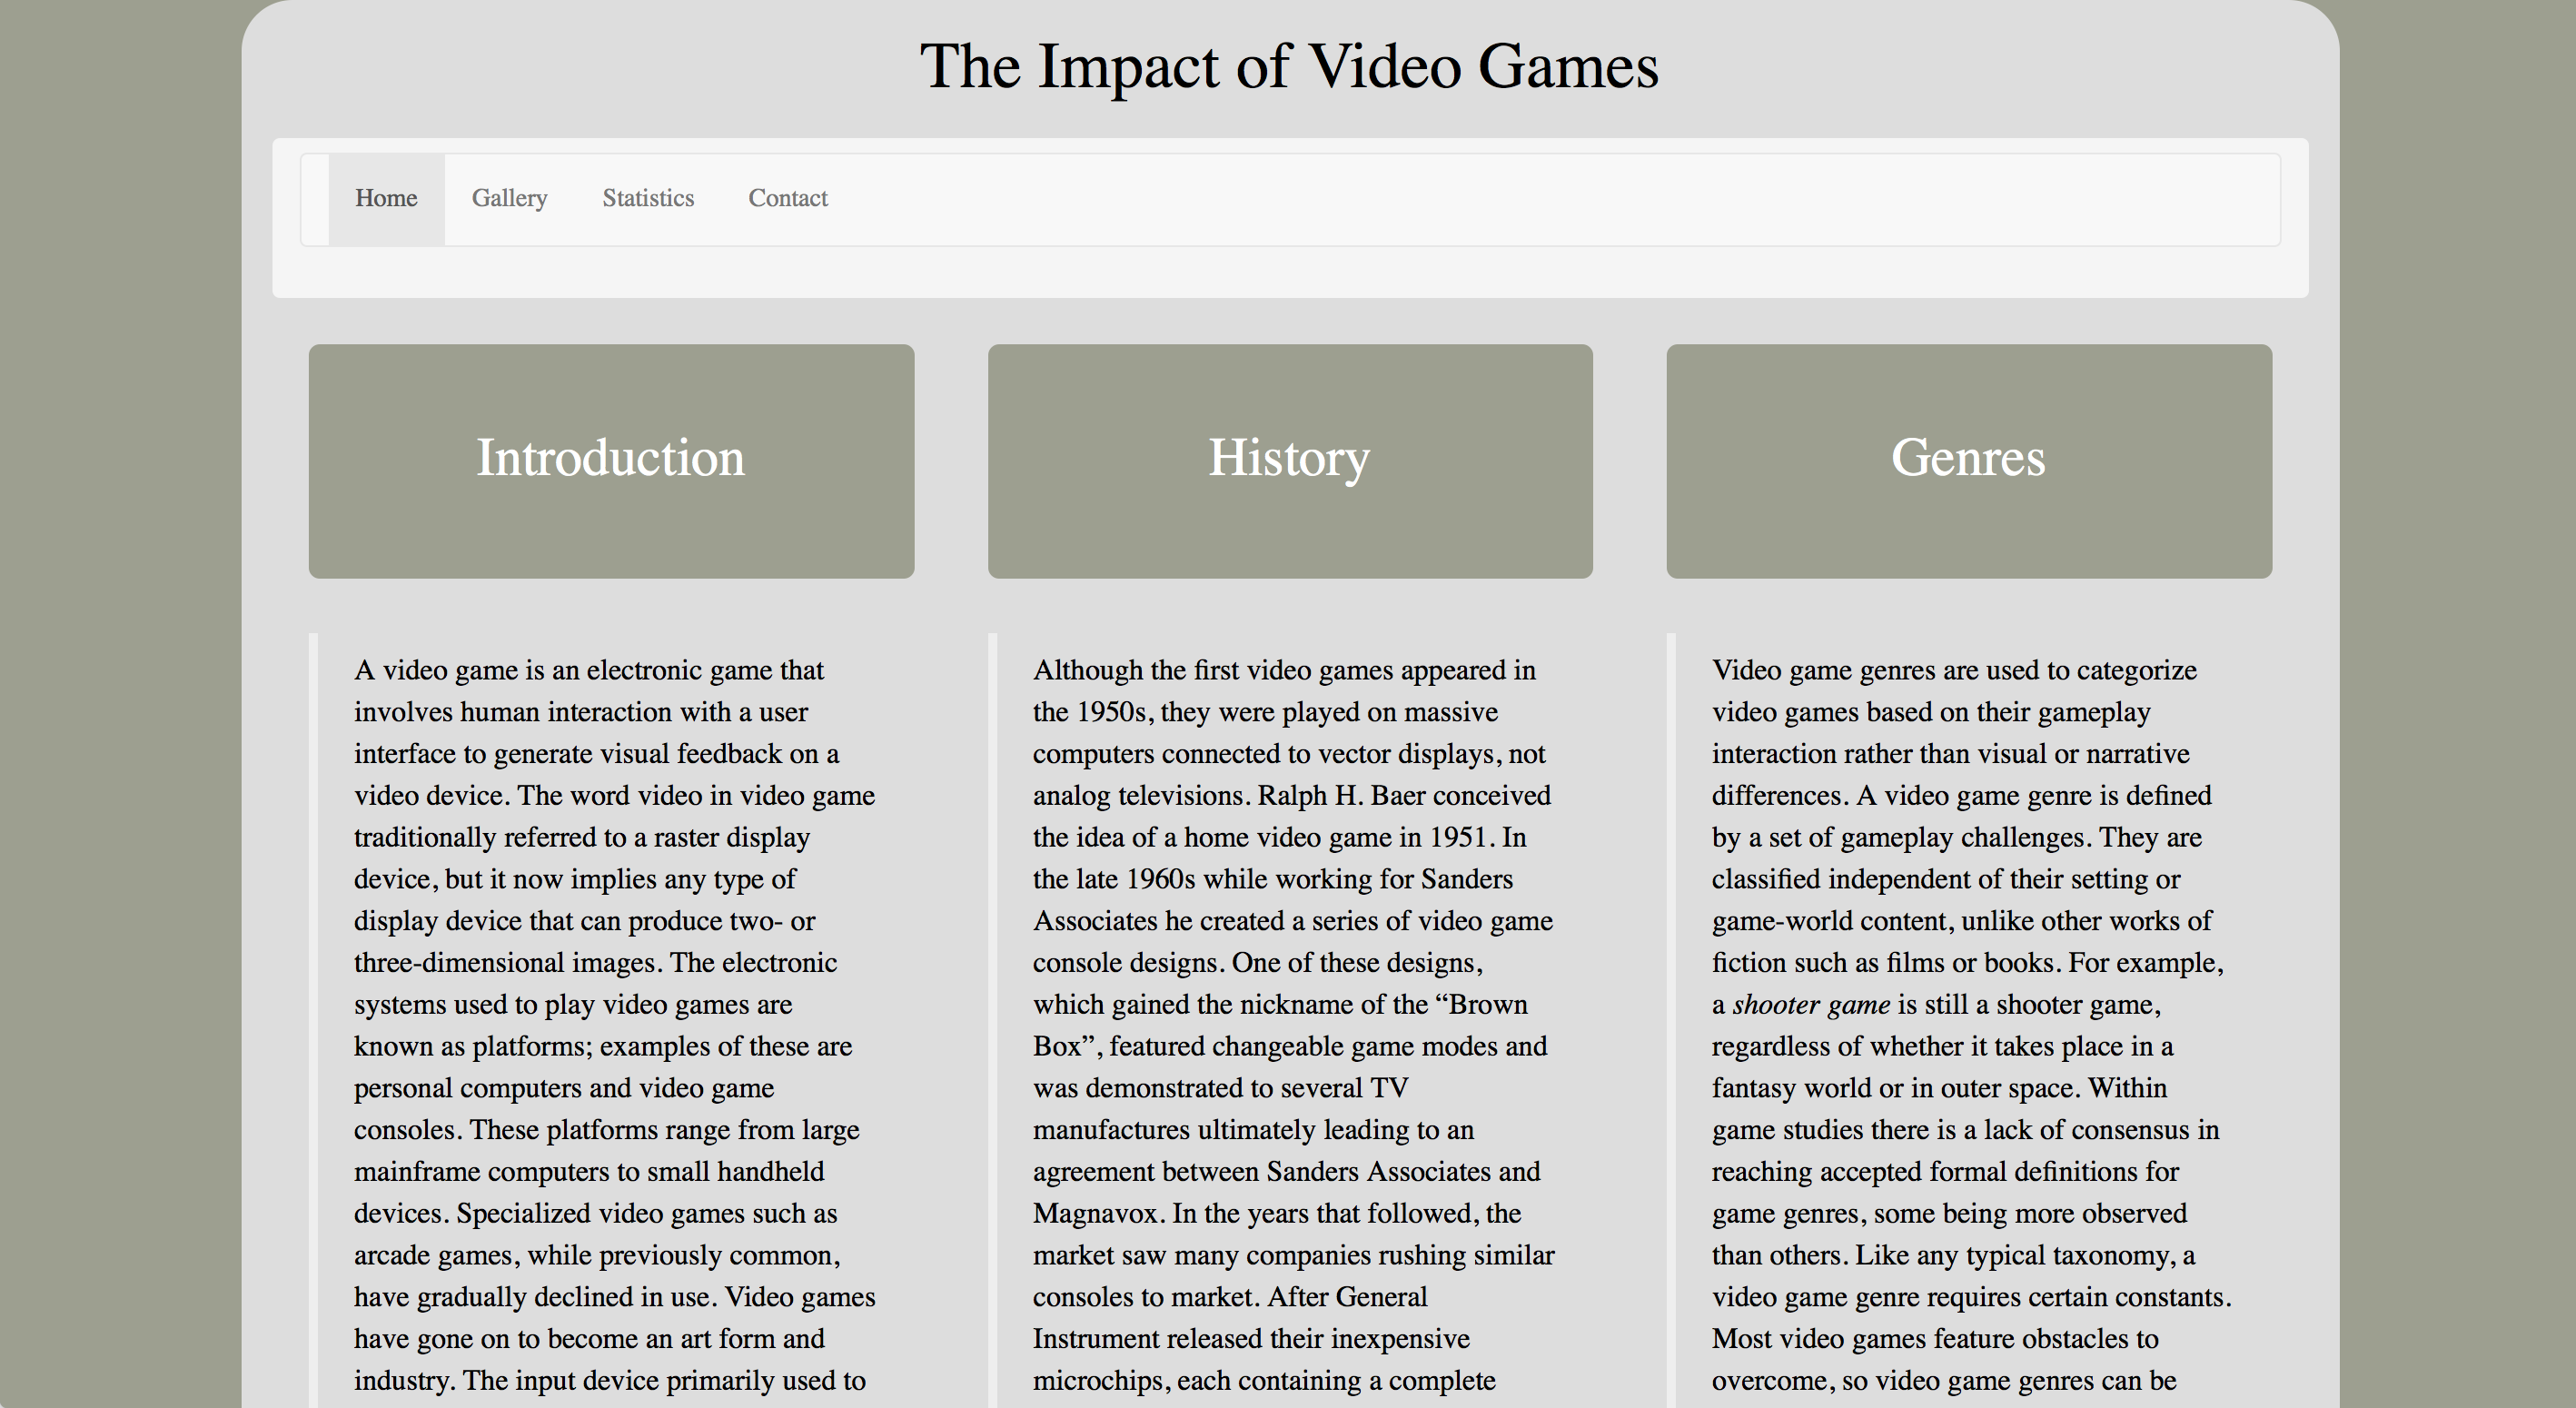 The Impact of Video Games
Home Gallery Statistics Contact
Introduction
A video game is an electronic game that
involves human interaction with a user
interface to generate visual feedback on a
video device. The word video in video game
traditionally referred to a raster display
device, but it now implies any type of
display device that can produce two- or
three-dimensional images. The electronic
systems used to play video games are
known as platforms; examples of these are
personal computers and video game
consoles. These platforms range from large
mainframe computers to small handheld
devices. Specialized video games such as
arcade games, while previously common,
have gradually declined in use. Video games
have gone on to become an art form and
industry. The input device primarily used to
History
Although the first video games appeared in
the 1950s, they were played on massive
computers connected to vector displays, not
analog televisions. Ralph H. Baer conceived
the idea of a home video game in 1951. In
the late 1960s while working for Sanders
Associates he created a series of video game
console designs. One of these designs,
which gained the nickname of the “Brown
Box”, featured changeable game modes and
was demonstrated to several TV
manufactures ultimately leading to an
agreement between Sanders Associates and
Magnavox. In the years that followed, the
market saw many companies rushing similar
consoles to market. After General
Instrument released their inexpensive
microchips, each containing a complete
Genres
Video game genres are used to categorize
video games based on their gameplay
interaction rather than visual or narrative
differences. A video game genre is defined
by a set of gameplay challenges. They are
classified independent of their setting or
game-world content, unlike other works of
fiction such as films or books. For example,
a shooter game is still a shooter game,
regardless of whether it takes place in a
fantasy world or in outer space. Within
game studies there is a lack of consensus in
reaching accepted formal definitions for
game genres, some being more observed
than others. Like any typical taxonomy, a
video game genre requires certain constants.
Most video games feature obstacles to
overcome, so video game genres can be